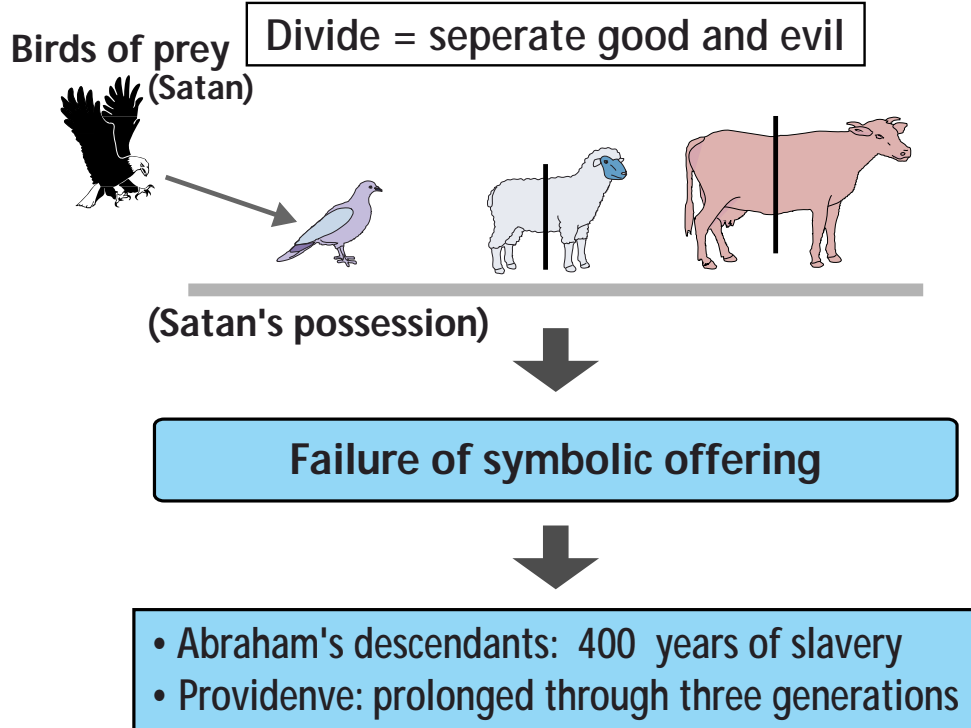 Divide = seperate good and evil
Birds of prey
(Satan)
(Satan's possession)
Failure of symbolic offering
• Abraham's descendants: 400 years of slavery
• Providenve: prolonged through three generations